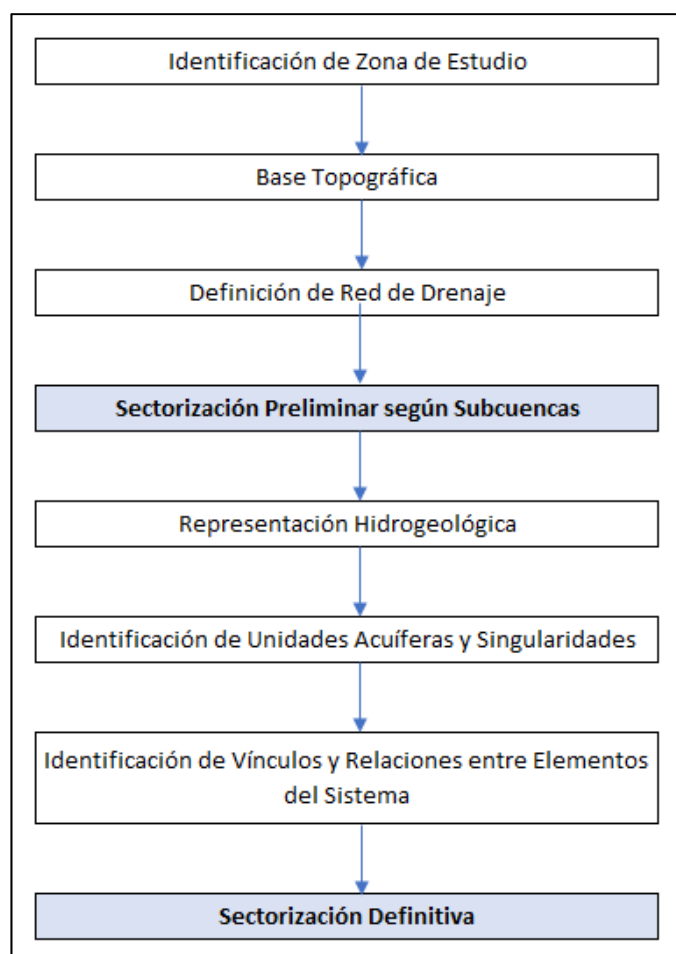 Identificación de Zona de Estudio
Base Topográfica
Definición de Red de Drenaje
Sectorización Preliminar según Subcuencas
Representación Hidrogeológica
Identificación de Unidades Acuíferas y Singularidades
Identificación de Vínculos y Relaciones entre Elementos
del Sistema
Sectorización Definitiva